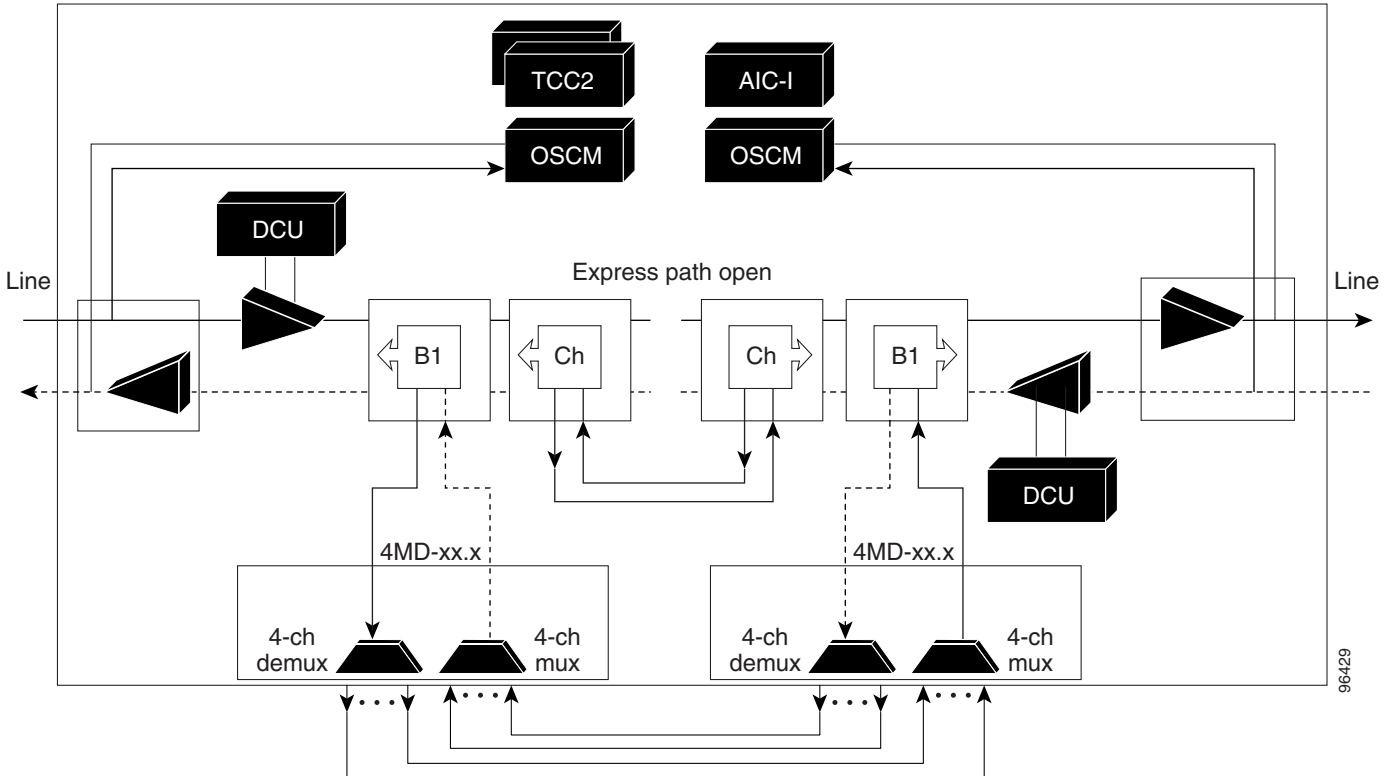 TCC2
AIC-I
OSCM
OSCM
DCU
Line
Express path open
Line
B1
Ch
Ch
B1
DCU
4MD-xx.x
4MD-xx.x
4-ch
demux
4-ch
mux
4-ch
demux
4-ch
mux
96429